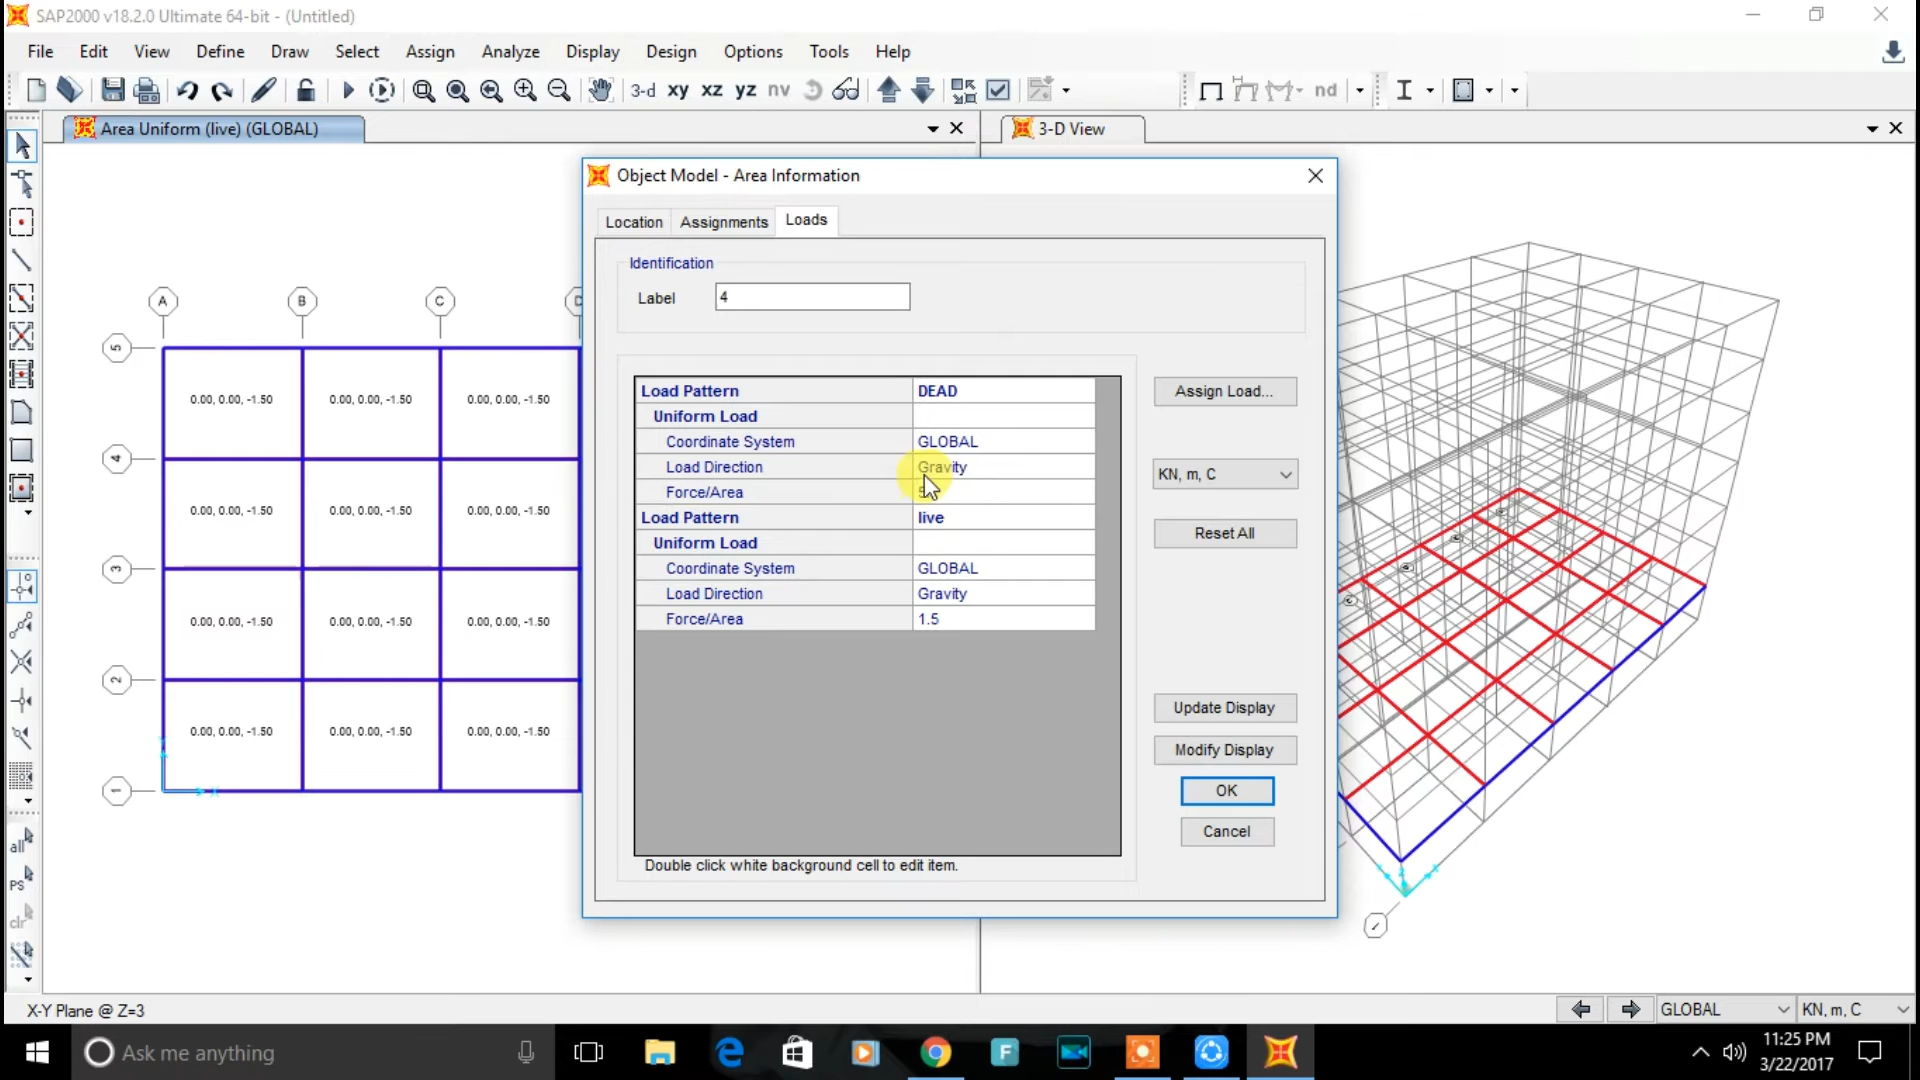 SAP2000 v18.2.0 Ultimate 64-bit - (Untitled)
File Edit View Define Draw Select Assign Analyze Display Design Options Tools Help
3-d xy xz yz nv nd
Area Uniform (live) (GLOBAL)
3-D View
Object Model - Area Information
Location Assignments Loads
Identification
Label 4
Load Pattern DEAD
Uniform Load
Coordinate System GLOBAL
Load Direction Gravity
Force/Area
Load Pattern live
Uniform Load
Coordinate System GLOBAL
Load Direction Gravity
Force/Area 1.5
Double click white background cell to edit item.
Assign Load...
KN, m, C
Reset All
Update Display
Modify Display
OK
Cancel
A B C
5
0.00, 0.00, -1.50 0.00, 0.00, -1.50 0.00, 0.00, -1.50
4
0.00, 0.00, -1.50 0.00, 0.00, -1.50 0.00, 0.00, -1.50
3
0.00, 0.00, -1.50 0.00, 0.00, -1.50 0.00, 0.00, -1.50
2
0.00, 0.00, -1.50 0.00, 0.00, -1.50 0.00, 0.00, -1.50
1
all
PS
clr
X-Y Plane @ Z=3
GLOBAL KN, m, C
Ask me anything
F
11:25 PM
3/22/2017